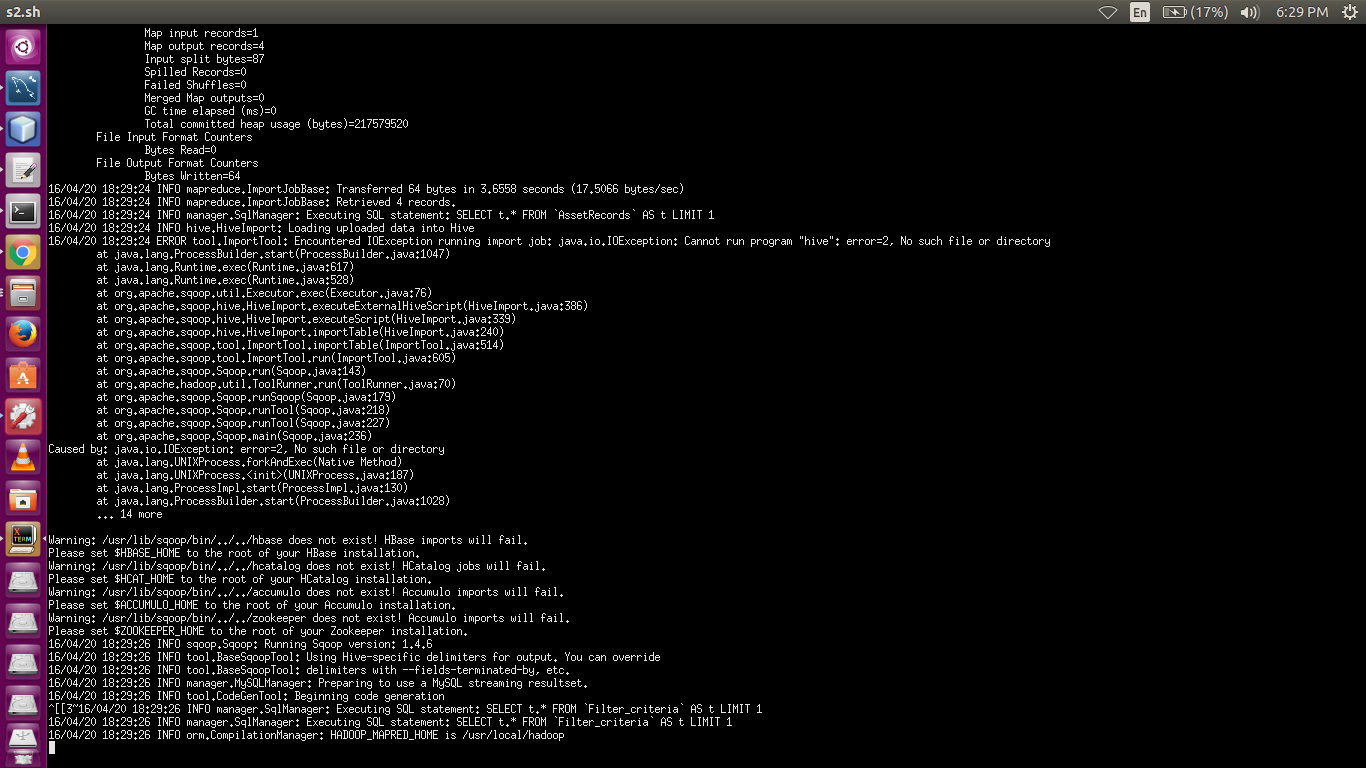 s2.sh
En
(17%)
6:29 PM
Map input records=1
Map output records=4
Input split bytes=87
Spilled Records=0
Failed Shuffles=0
Merged Map outputs=0
GC time elapsed (ms)=0
Total committed heap usage (bytes)=217579520
File Input Format Counters
Bytes Read=0
File Output Format Counters
Bytes Written=64
16/04/20 18:29:24 INFO mapreduce.ImportJobBase: Transferred 64 bytes in 3.6558 seconds (17.5066 bytes/sec)
16/04/20 18:29:24 INFO mapreduce.ImportJobBase: Retrieved 4 records.
16/04/20 18:29:24 INFO manager.SqlManager: Executing SQL statement: SELECT t.* FROM `AssetRecords` AS t LIMIT 1
16/04/20 18:29:24 INFO hive.HiveImport: Loading uploaded data into Hive
16/04/20 18:29:24 ERROR tool.ImportTool: Encountered IOException running import job: java.io.IOException: Cannot run program "hive": error=2, No such file or directory
at java.lang.ProcessBuilder.start(ProcessBuilder.java:1047)
at java.lang.Runtime.exec(Runtime.java:617)
at java.lang.Runtime.exec(Runtime.java:528)
at org.apache.sqoop.util.Executor.exec(Executor.java:76)
at org.apache.sqoop.hive.HiveImport.executeExternalHiveScript(HiveImport.java:386)
at org.apache.sqoop.hive.HiveImport.executeScript(HiveImport.java:339)
at org.apache.sqoop.hive.HiveImport.importTable(HiveImport.java:240)
at org.apache.sqoop.tool.ImportTool.importTable(ImportTool.java:514)
at org.apache.sqoop.tool.ImportTool.run(ImportTool.java:605)
at org.apache.sqoop.Sqoop.run(Sqoop.java:143)
at org.apache.hadoop.util.ToolRunner.run(ToolRunner.java:70)
at org.apache.sqoop.Sqoop.runSqoop(Sqoop.java:179)
at org.apache.sqoop.Sqoop.runTool(Sqoop.java:218)
at org.apache.sqoop.Sqoop.runTool(Sqoop.java:227)
at org.apache.sqoop.Sqoop.main(Sqoop.java:236)
Caused by: java.io.IOException: error=2, No such file or directory
at java.lang.UNIXProcess.forkAndExec(Native Method)
at java.lang.UNIXProcess.<init>(UNIXProcess.java:187)
at java.lang.ProcessImpl.start(ProcessImpl.java:130)
at java.lang.ProcessBuilder.start(ProcessBuilder.java:1028)
... 14 more
Warning: /usr/lib/sqoop/bin/../../hbase does not exist! HBase imports will fail.
Please set $HBASE_HOME to the root of your HBase installation.
Warning: /usr/lib/sqoop/bin/../../hcatalog does not exist! HCatalog jobs will fail.
Please set $HCAT_HOME to the root of your HCatalog installation.
Warning: /usr/lib/sqoop/bin/../../accumulo does not exist! Accumulo imports will fail.
Please set $ACCUMULO_HOME to the root of your Accumulo installation.
Warning: /usr/lib/sqoop/bin/../../zookeeper does not exist! Accumulo imports will fail.
Please set $ZOOKEEPER_HOME to the root of your Zookeeper installation.
16/04/20 18:29:26 INFO sqoop.Sqoop: Running Sqoop version: 1.4.6
16/04/20 18:29:26 INFO tool.BaseSqoopTool: Using Hive-specific delimiters for output. You can override
16/04/20 18:29:26 INFO tool.BaseSqoopTool: delimiters with --fields-terminated-by, etc.
16/04/20 18:29:26 INFO manager.MySQLManager: Preparing to use a MySQL streaming resultset.
16/04/20 18:29:26 INFO tool.CodeGenTool: Beginning code generation
^[[3~16/04/20 18:29:26 INFO manager.SqlManager: Executing SQL statement: SELECT t.* FROM `Filter_criteria` AS t LIMIT 1
16/04/20 18:29:26 INFO manager.SqlManager: Executing SQL statement: SELECT t.* FROM `Filter_criteria` AS t LIMIT 1
16/04/20 18:29:26 INFO orm.CompilationManager: HADOOP_MAPRED_HOME is /usr/local/hadoop
X
TERM